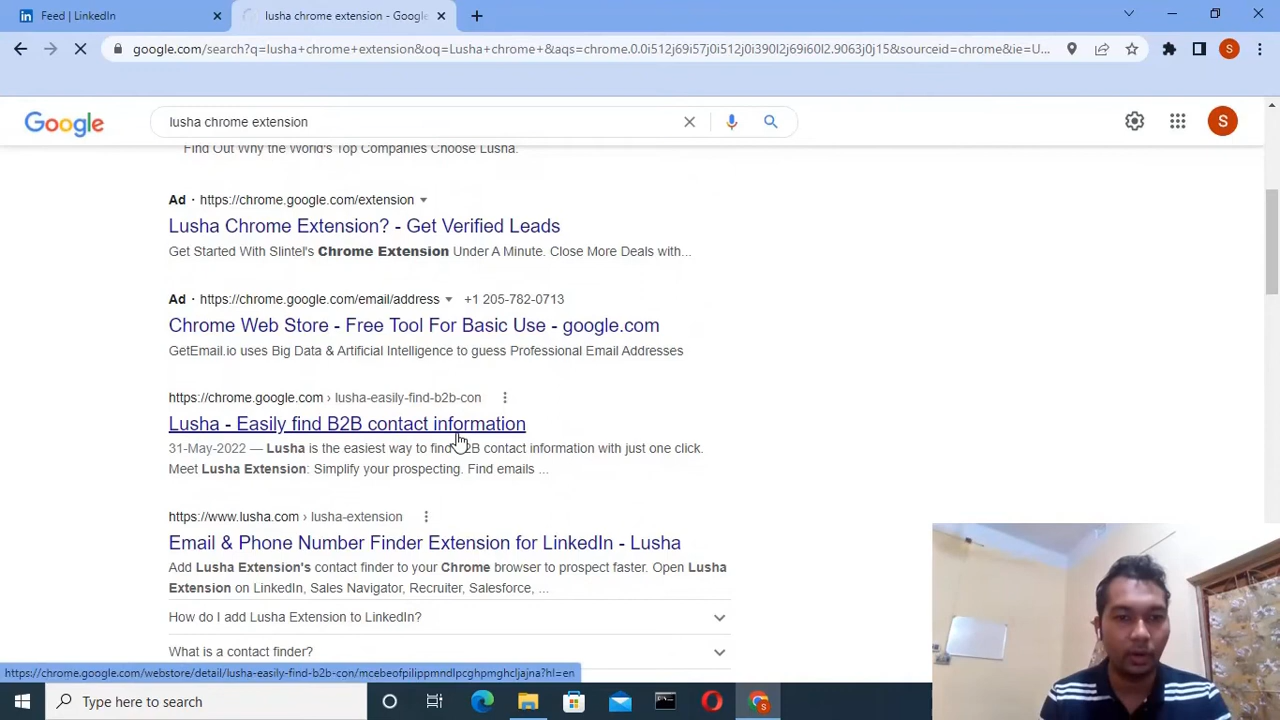 Feed | LinkedIn
lusha chrome extension - Google
google.com/search?q=lusha+chrome+extension&oq=Lusha+chrome+&aqs=chrome.0.0i512j69i57j0i512j0i390l2j69i60l2.9063j0j15&sourceid=chrome&ie=U...
S
Google
lusha chrome extension
S
Find Out Why the World's Top Companies Choose Lusha.
Ad · https://chrome.google.com/extension
Lusha Chrome Extension? - Get Verified Leads
Get Started With Slintel's Chrome Extension Under A Minute. Close More Deals with...
Ad · https://chrome.google.com/email/address +1 205-782-0713
Chrome Web Store - Free Tool For Basic Use - google.com
GetEmail.io uses Big Data & Artificial Intelligence to guess Professional Email Addresses
https://chrome.google.com › lusha-easily-find-b2b-con
Lusha - Easily find B2B contact information
31-May-2022 — Lusha is the easiest way to find B2B contact information with just one click.
Meet Lusha Extension: Simplify your prospecting. Find emails ...
https://www.lusha.com › lusha-extension
Email & Phone Number Finder Extension for LinkedIn - Lusha
Add Lusha Extension's contact finder to your Chrome browser to prospect faster. Open Lusha
Extension on LinkedIn, Sales Navigator, Recruiter, Salesforce, ...
How do I add Lusha Extension to LinkedIn?
What is a contact finder?
https://chrome.google.com/webstore/detail/lusha-easily-find-b2b-con/mcebeofpilippmndlpcghpmghcljajna?hl=en
Type here to search